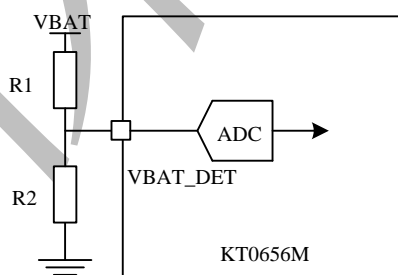 VBAT
R1
ADC
VBAT_DET
R2
KT0656M